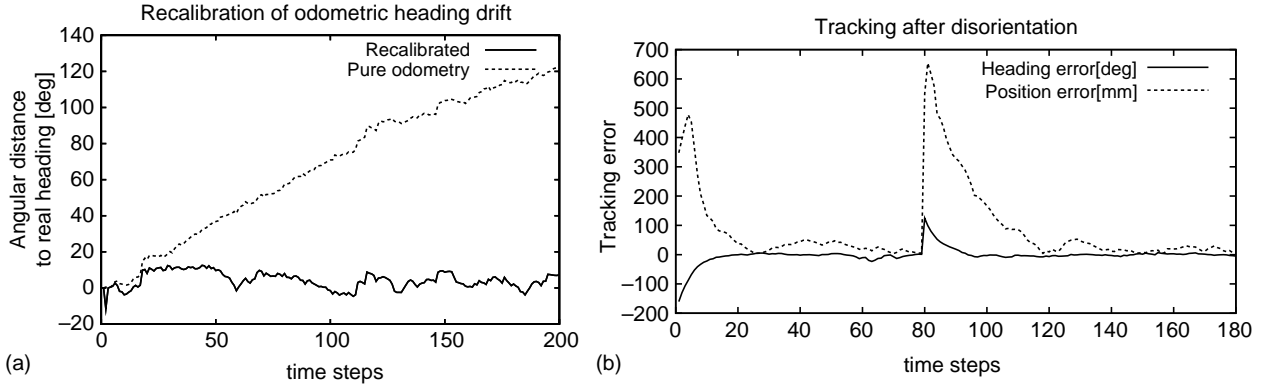 Recalibration of odometric heading drift
Recalibrated
Pure odometry
Angular distance
to real heading [deg]
140
120
100
80
60
40
20
0
–20
0
50
100
150
200
time steps
(a)
Tracking after disorientation
Heading error[deg]
Position error[mm]
Tracking error
700
600
500
400
300
200
100
0
–100
–200
0
20
40
60
80
100
120
140
160
180
time steps
(b)